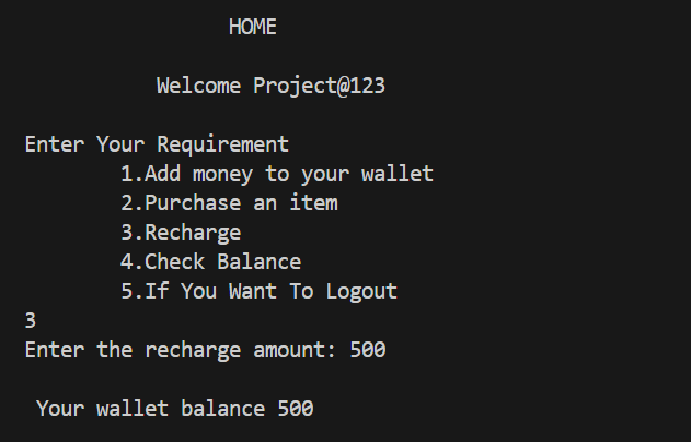 HOME
Welcome Project@123
Enter Your Requirement
1.Add money to your wallet
2.Purchase an item
3.Recharge
4.Check Balance
5.If You Want To Logout
3
Enter the recharge amount: 500
Your wallet balance 500